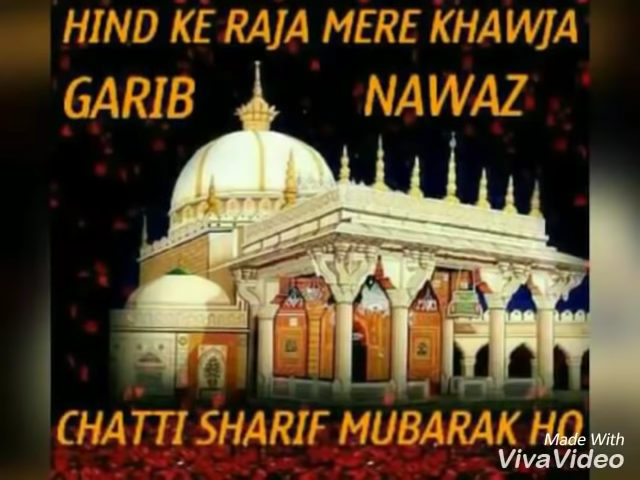 HIND KE RAJA MERE KHAWJA
GARIB NAWAZ
CHATTI SHARIF MUBARAK HO
Made With
VivaVideo